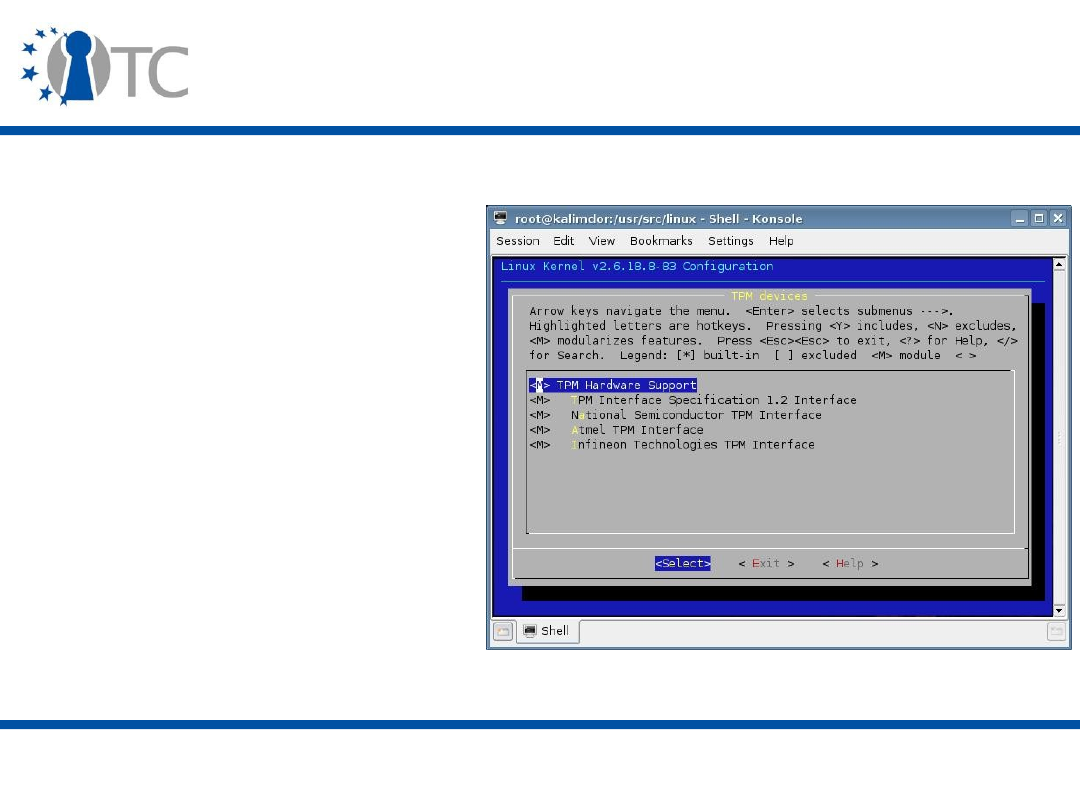 TC
root@kalimdor:/usr/src/linux - Shell - Konsole
Session Edit View Bookmarks Settings Help
Linux Kernel v2.6.18.8-83 Configuration
TPM devices
Arrow keys navigate the menu. <Enter> selects submenus --->.
Highlighted letters are hotkeys. Pressing <Y> includes, <N> excludes,
<M> modularizes features. Press <Esc><Esc> to exit, <?> for Help, </>
for Search. Legend: [*] built-in [ ] excluded <M> module < >
<M> TPM Hardware Support
<M> TPM Interface Specification 1.2 Interface
<M> National Semiconductor TPM Interface
<M> Atmel TPM Interface
<M> Infineon Technologies TPM Interface
<Select> < Exit > < Help >
Shell